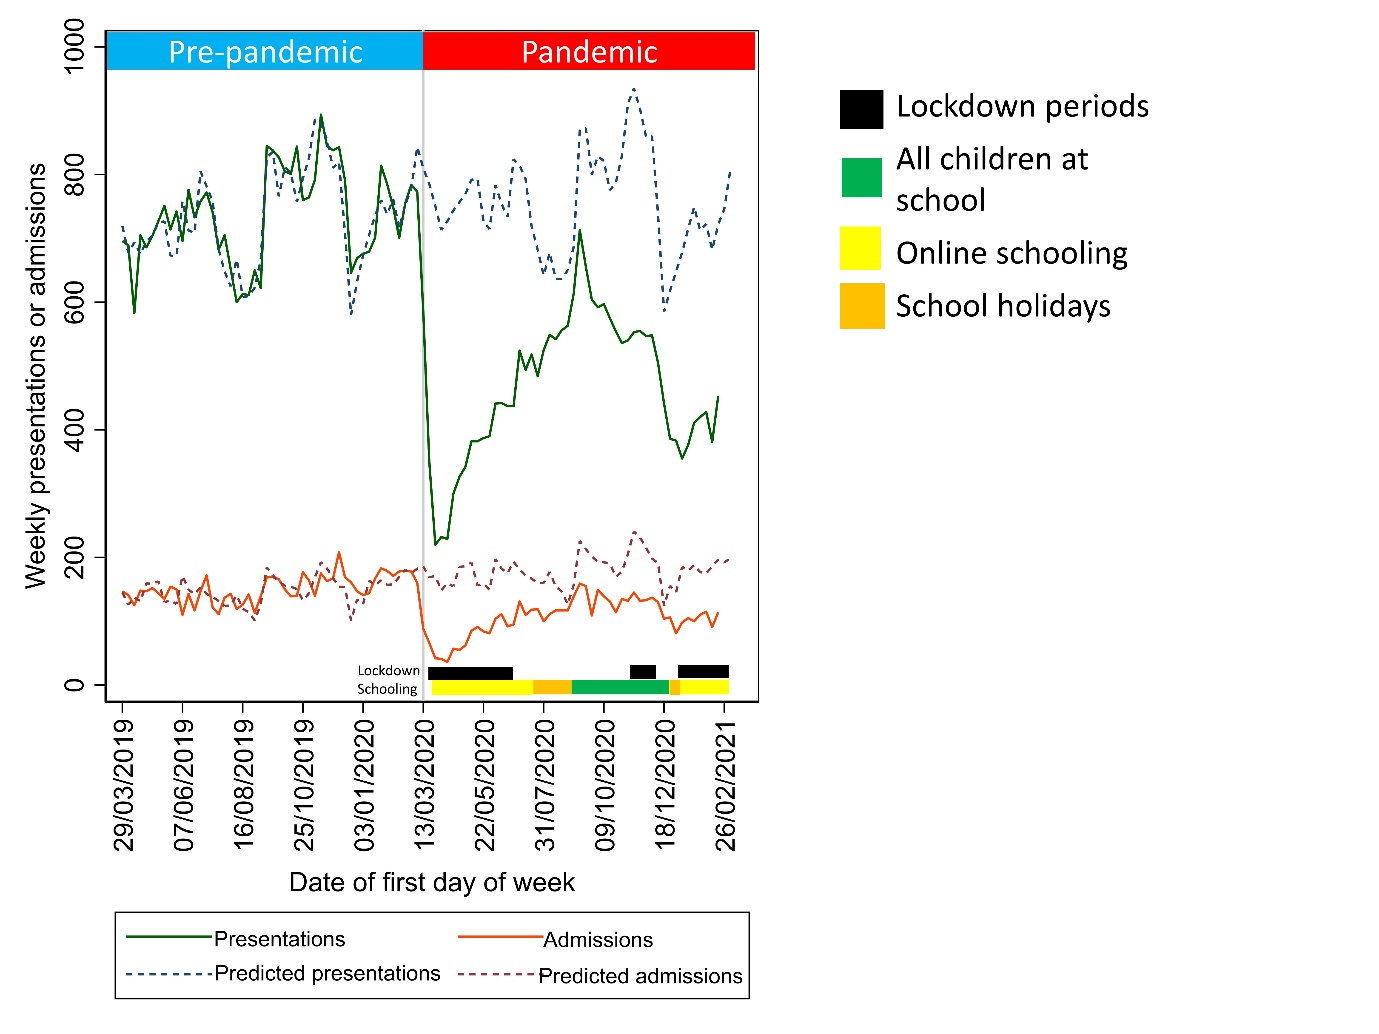 Pre-pandemic
Pandemic
Weekly presentations or admissions
1000
800
600
400
200
0
Lockdown
Schooling
29/03/2019
07/06/2019
16/08/2019
25/10/2019
03/01/2020
13/03/2020
22/05/2020
31/07/2020
09/10/2020
18/12/2020
26/02/2021
Date of first day of week
Presentations
Admissions
Predicted presentations
Predicted admissions
Lockdown periods
All children at
school
Online schooling
School holidays